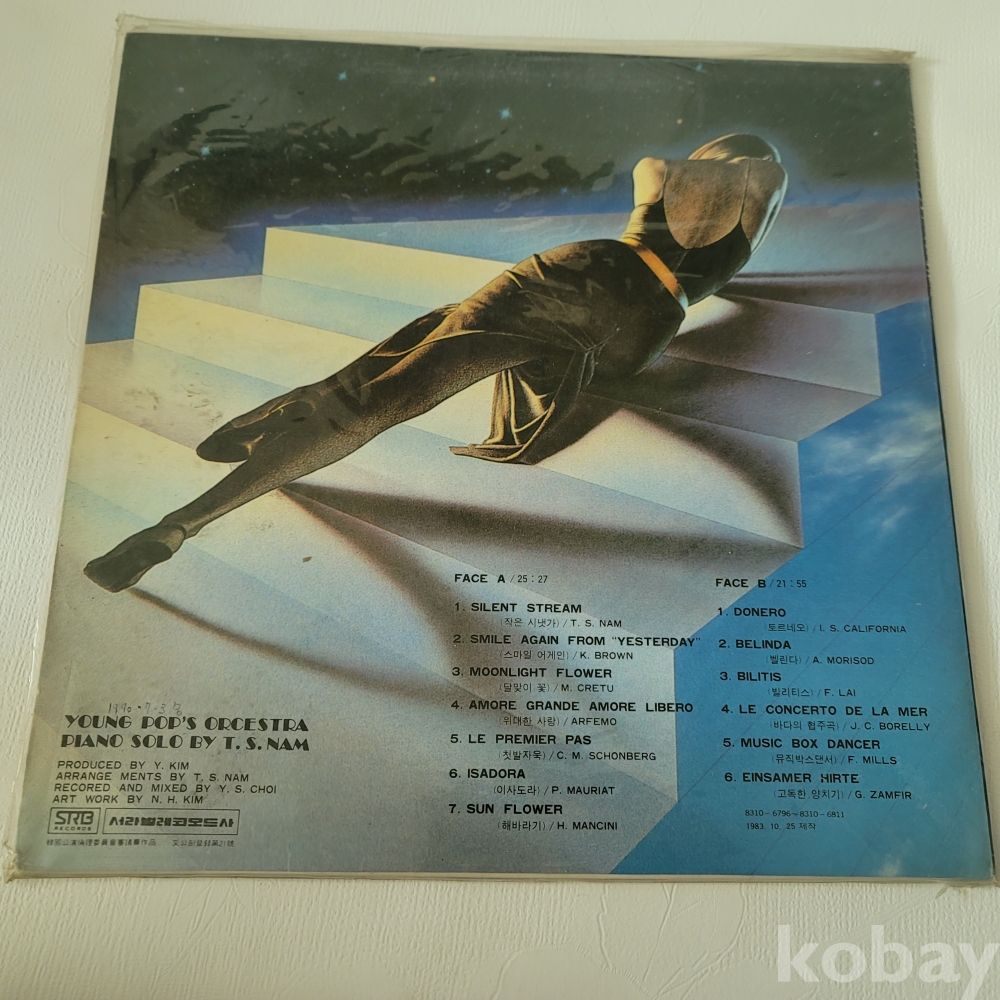 FACE A / 25 : 27
1. SILENT STREAM
(작은 시냇가) / T. S. NAM
2. SMILE AGAIN FROM "YESTERDAY"
(스마일 어게인) / K. BROWN
3. MOONLIGHT FLOWER
(달맞이 꽃) / M. CRETU
4. AMORE GRANDE AMORE LIBERO
(위대한 사랑) / ARFEMO
5. LE PREMIER PAS
(첫발자욱) / C. M. SCHONBERG
6. ISADORA
(이사도라) / P. MAURIAT
7. SUN FLOWER
(해바라기) / H. MANCINI
FACE B / 21 : 55
1. DONERO
(토르네오) / I. S. CALIFORNIA
2. BELINDA
(벨린다) / A. MORISOD
3. BILITIS
(빌리티스) / F. LAI
4. LE CONCERTO DE LA MER
(바다의 협주곡) / J. C. BORELLY
5. MUSIC BOX DANCER
(뮤직박스댄서) / F. MILLS
6. EINSAMER HIRTE
(고독한 양치기) / G. ZAMFIR
8310-6796~8310-6811
1983. 10. 25 제작
YOUNG POP'S ORCESTRA
PIANO SOLO BY T. S. NAM
PRODUCED BY Y. KIM
ARRANGE MENTS BY T. S. NAM
RECORED AND MIXED BY Y. S. CHOI
ART WORK BY N. H. KIM
SRB RECORDS 서라벌레코오드사
kobay